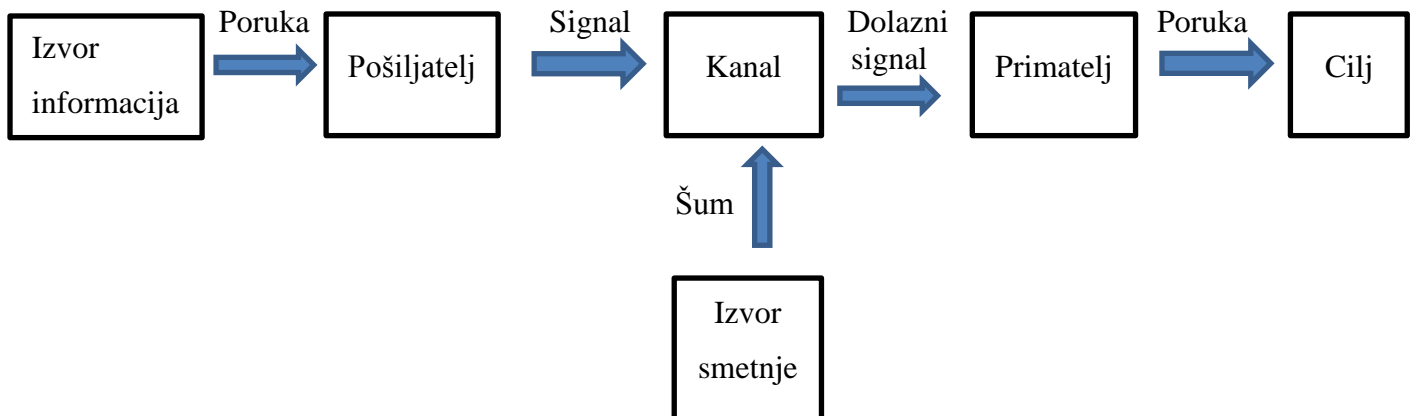 Izvor
informacija
Poruka
Pošiljatelj
Signal
Kanal
Dolazni
signal
Primatelj
Poruka
Cilj
Šum
Izvor
smetnje